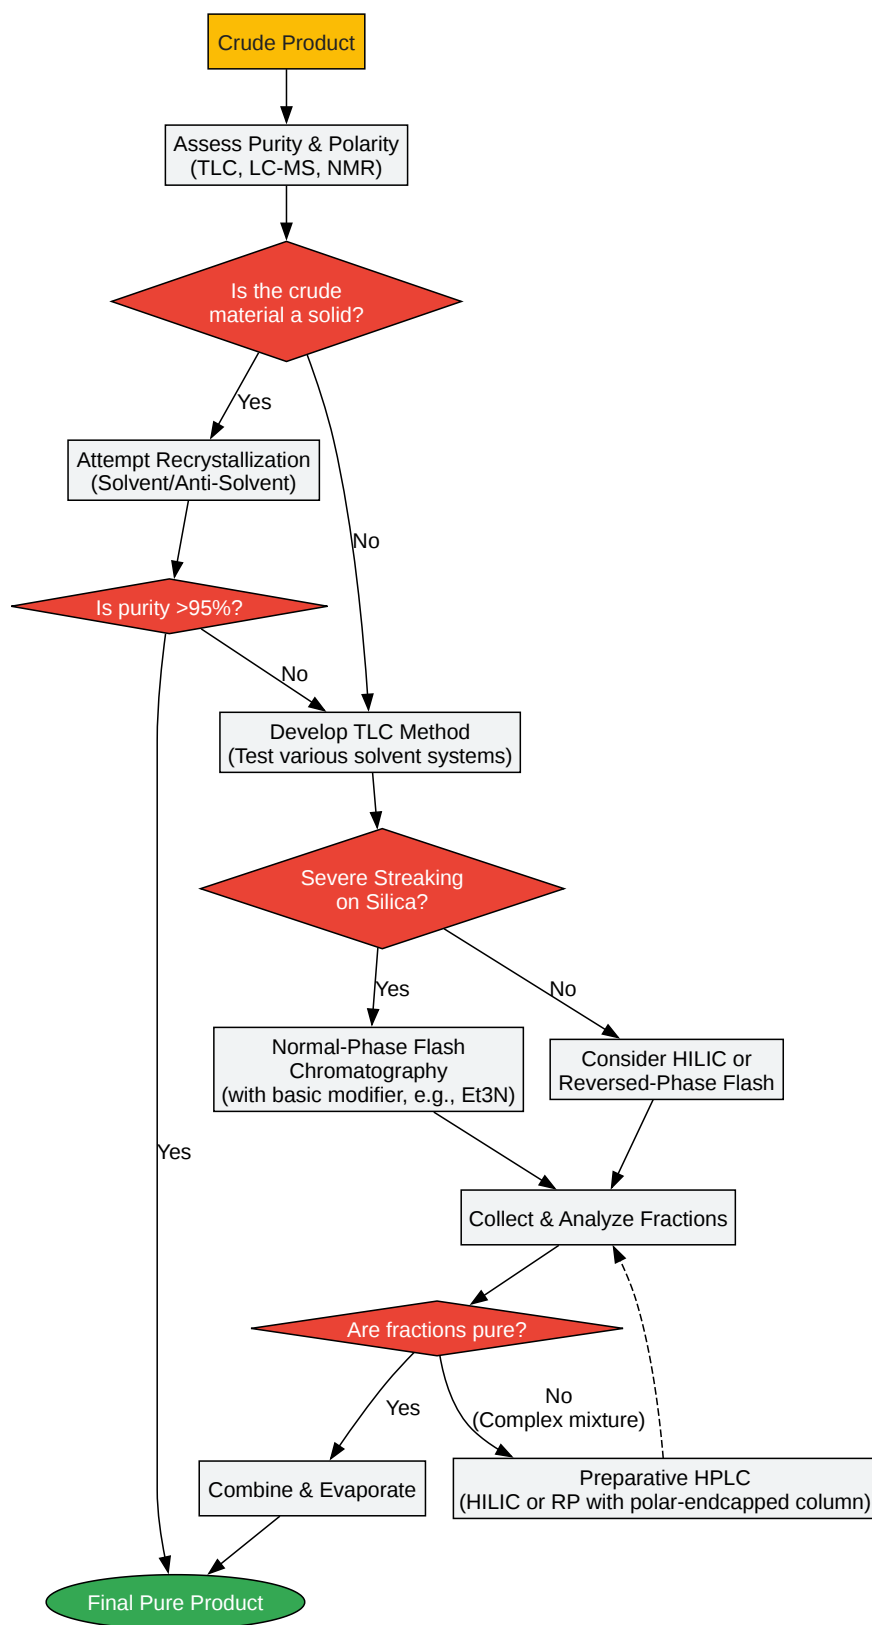 Crude Product
Assess Purity & Polarity
(TLC, LC-MS, NMR)
Is the crude
material a solid?
Yes
Attempt Recrystallization
(Solvent/Anti-Solvent)
No
Is purity >95%?
No
Develop TLC Method
(Test various solvent systems)
Severe Streaking
on Silica?
Yes
No
Normal-Phase Flash
Chromatography
(with basic modifier, e.g., Et3N)
Consider HILIC or
Reversed-Phase Flash
Yes
Collect & Analyze Fractions
Are fractions pure?
Yes
No
(Complex mixture)
Combine & Evaporate
Preparative HPLC
(HILIC or RP with polar-endcapped column)
Final Pure Product